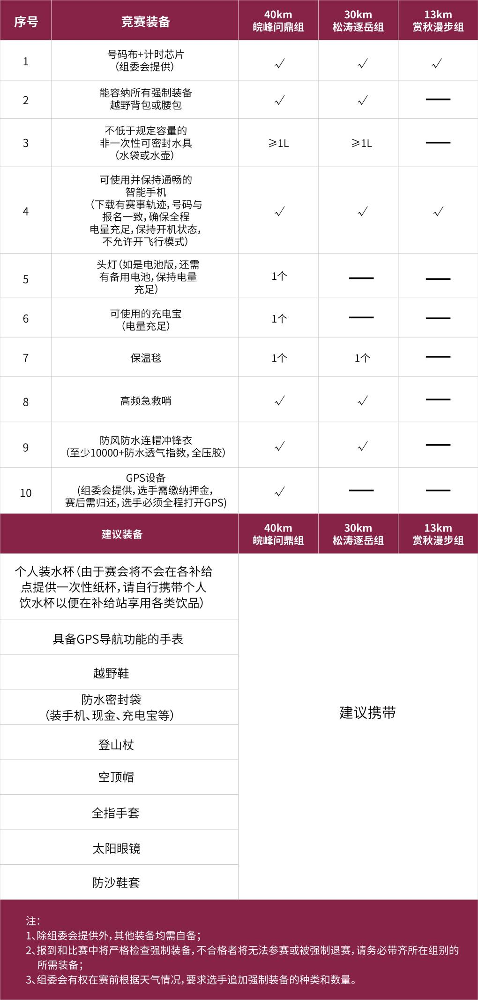 序号 竞赛装备 40km 皖峰问鼎组 30km 松涛逐岳组 13km 赏秋漫步组
1
号码布+计时芯片
（组委会提供）
√ √ √
2
能容纳所有强制装备
越野背包或腰包
√ √ —
3
不低于规定容量的
非一次性可密封水具
（水袋或水壶）
≥1L ≥1L —
4
可使用并保持通畅的
智能手机
（下载有赛事轨迹，号码与
报名一致，确保全程
电量充足，保持开机状态，
不允许开飞行模式）
√ √ √
5
头灯（如是电池版，还需
有备用电池，保持电量
充足）
1个 — —
6
可使用的充电宝
（电量充足）
1个 — —
7
保温毯
1个 1个 —
8
高频急救哨
√ √ —
9
防风防水连帽冲锋衣
（至少10000+防水透气指数，全压胶）
√ √ —
10
GPS设备
(组委会提供，选手需缴纳押金，
赛后需归还，选手必须全程打开GPS)
√ — —
建议装备 40km 皖峰问鼎组 30km 松涛逐岳组 13km 赏秋漫步组
个人装水杯（由于赛会将不会在各补给
点提供一次性纸杯，请自行携带个人
饮水杯以便在补给站享用各类饮品）
具备GPS导航功能的手表
越野鞋
防水密封袋
（装手机、现金、充电宝等）
建议携带
登山杖
空顶帽
全指手套
太阳眼镜
防沙鞋套
注：
1、除组委会提供外，其他装备均需自备；
2、报到和比赛中将严格检查强制装备，不合格者将无法参赛或被强制退赛，请务必带齐所在组别的
所需装备；
3、组委会有权在赛前根据天气情况，要求选手追加强制装备的种类和数量。